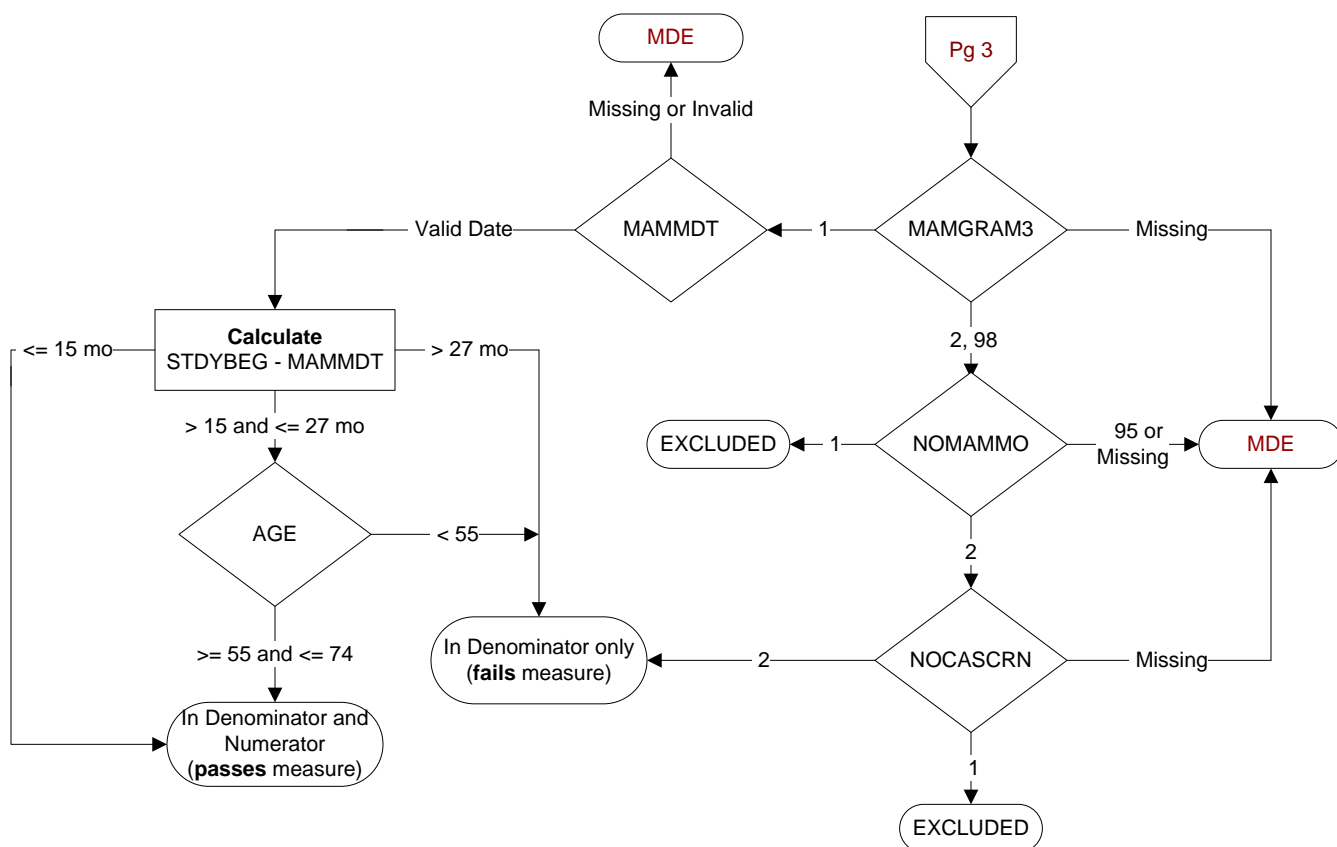 MDE
Pg 3
Missing or Invalid
Valid Date
MAMMDT
1
MAMGRAM3
Missing
<= 15 mo
Calculate
STDYBEG - MAMMDT
> 27 mo
2, 98
> 15 and <= 27 mo
EXCLUDED
1
NOMAMMO
95 or
Missing
MDE
AGE
< 55
2
>= 55 and <= 74
In Denominator only
(fails measure)
2
NOCASCRN
Missing
In Denominator and
Numerator
(passes measure)
1
EXCLUDED